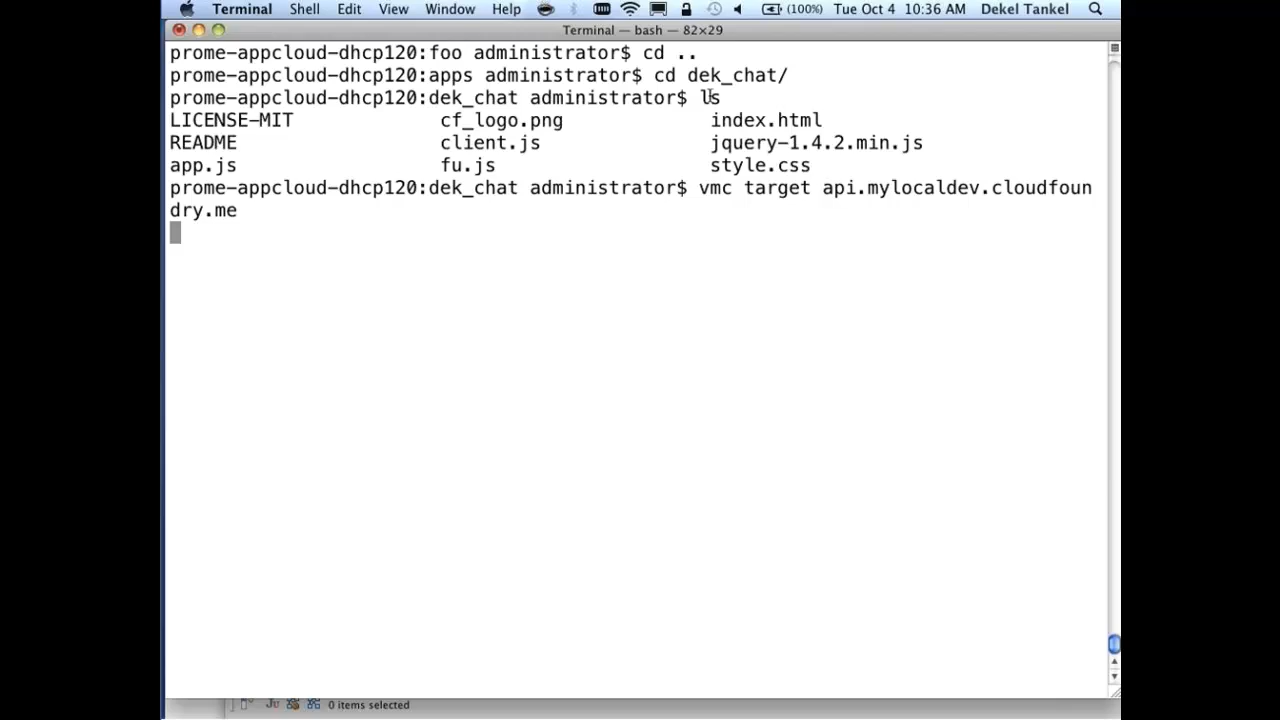 Terminal Shell Edit View Window Help (100%) Tue Oct 4 10:36 AM Dekel Tankel
Terminal — bash — 82×29
prome-appcloud-dhcp120:foo administrator$ cd ..
prome-appcloud-dhcp120:apps administrator$ cd dek_chat/
prome-appcloud-dhcp120:dek_chat administrator$ ls
LICENSE-MIT cf_logo.png index.html
README client.js jquery-1.4.2.min.js
app.js fu.js style.css
prome-appcloud-dhcp120:dek_chat administrator$ vmc target api.mylocaldev.cloudfoun
dry.me
Ju 0 items selected